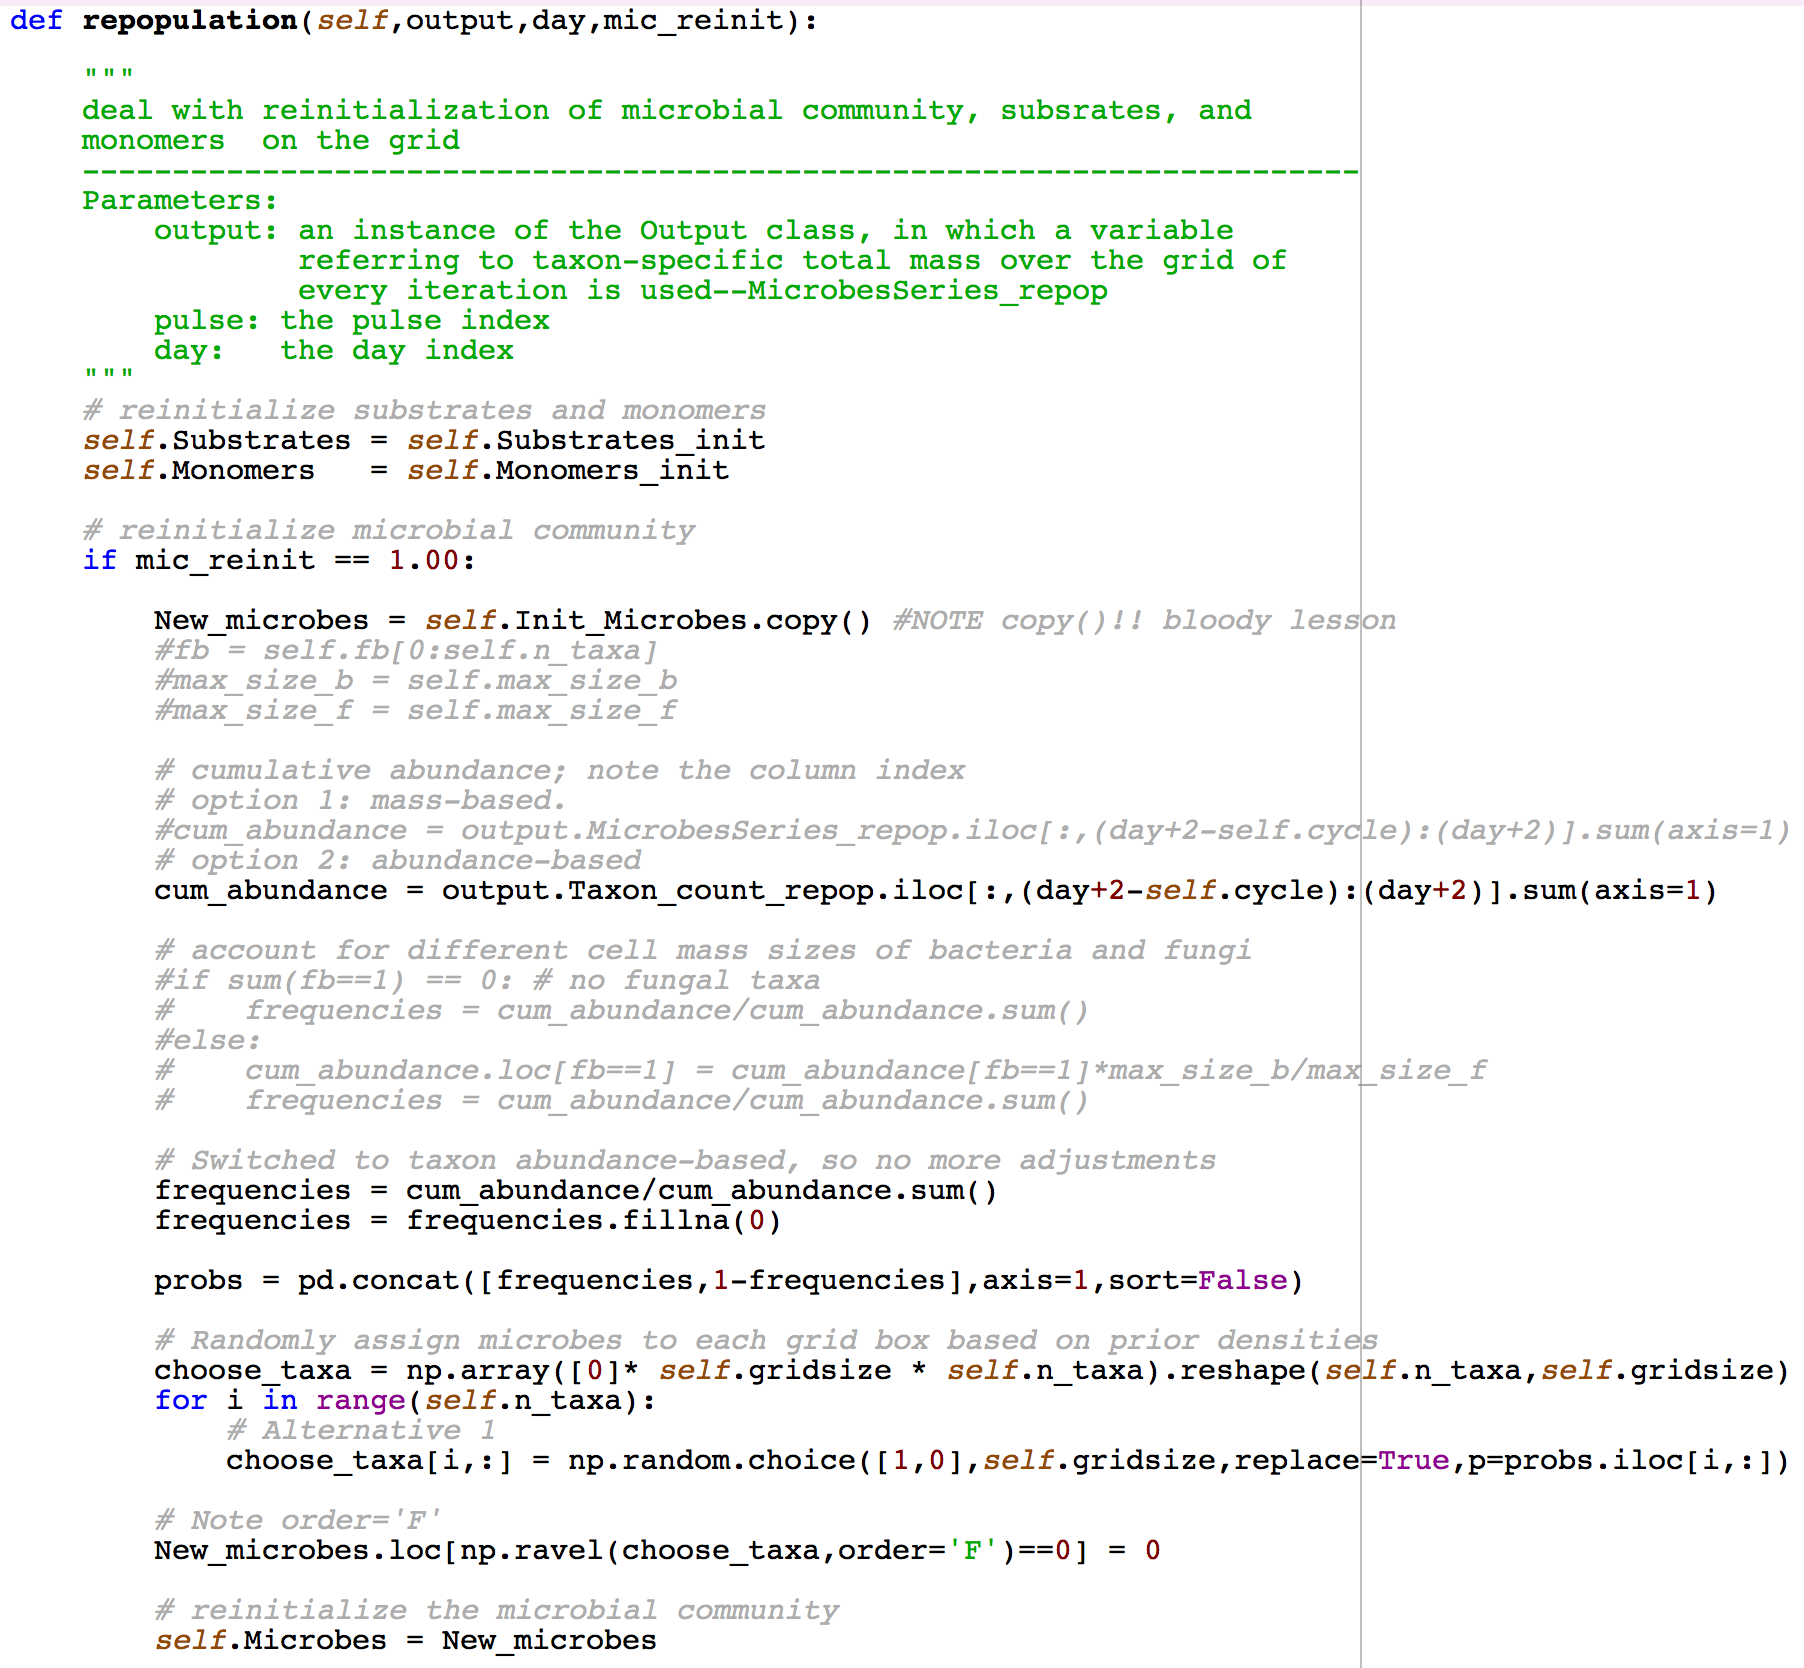 def repopulation(self,output,day,mic_reinit):
    """
    deal with reinitialization of microbial community, subsrates, and
    monomers  on the grid
    -----------------------------------------------------------------------
    Parameters:
        output: an instance of the Output class, in which a variable
                referring to taxon-specific total mass over the grid of
                every iteration is used--MicrobesSeries_repop
        pulse: the pulse index
        day:   the day index
    """
    # reinitialize substrates and monomers
    self.Substrates = self.Substrates_init
    self.Monomers   = self.Monomers_init
    # reinitialize microbial community
    if mic_reinit == 1.00:
        New_microbes = self.Init_Microbes.copy() #NOTE copy()!! bloody lesson
        #fb = self.fb[0:self.n_taxa]
        #max_size_b = self.max_size_b
        #max_size_f = self.max_size_f
        # cumulative abundance; note the column index
        # option 1: mass-based.
        #cum_abundance = output.MicrobesSeries_repop.iloc[:,(day+2-self.cycle):(day+2)].sum(axis=1)
        # option 2: abundance-based
        cum_abundance = output.Taxon_count_repop.iloc[:,(day+2-self.cycle):(day+2)].sum(axis=1)
        # account for different cell mass sizes of bacteria and fungi
        #if sum(fb==1) == 0: # no fungal taxa
        #    frequencies = cum_abundance/cum_abundance.sum()
        #else:
        #    cum_abundance.loc[fb==1] = cum_abundance[fb==1]*max_size_b/max_size_f
        #    frequencies = cum_abundance/cum_abundance.sum()
        # Switched to taxon abundance-based, so no more adjustments
        frequencies = cum_abundance/cum_abundance.sum()
        frequencies = frequencies.fillna(0)
        probs = pd.concat([frequencies,1-frequencies],axis=1,sort=False)
        # Randomly assign microbes to each grid box based on prior densities
        choose_taxa = np.array([0]* self.gridsize * self.n_taxa).reshape(self.n_taxa,self.gridsize)
        for i in range(self.n_taxa):
            # Alternative 1
            choose_taxa[i,:] = np.random.choice([1,0],self.gridsize,replace=True,p=probs.iloc[i,:])
        # Note order='F'
        New_microbes.loc[np.ravel(choose_taxa,order='F')==0] = 0
        # reinitialize the microbial community
        self.Microbes = New_microbes